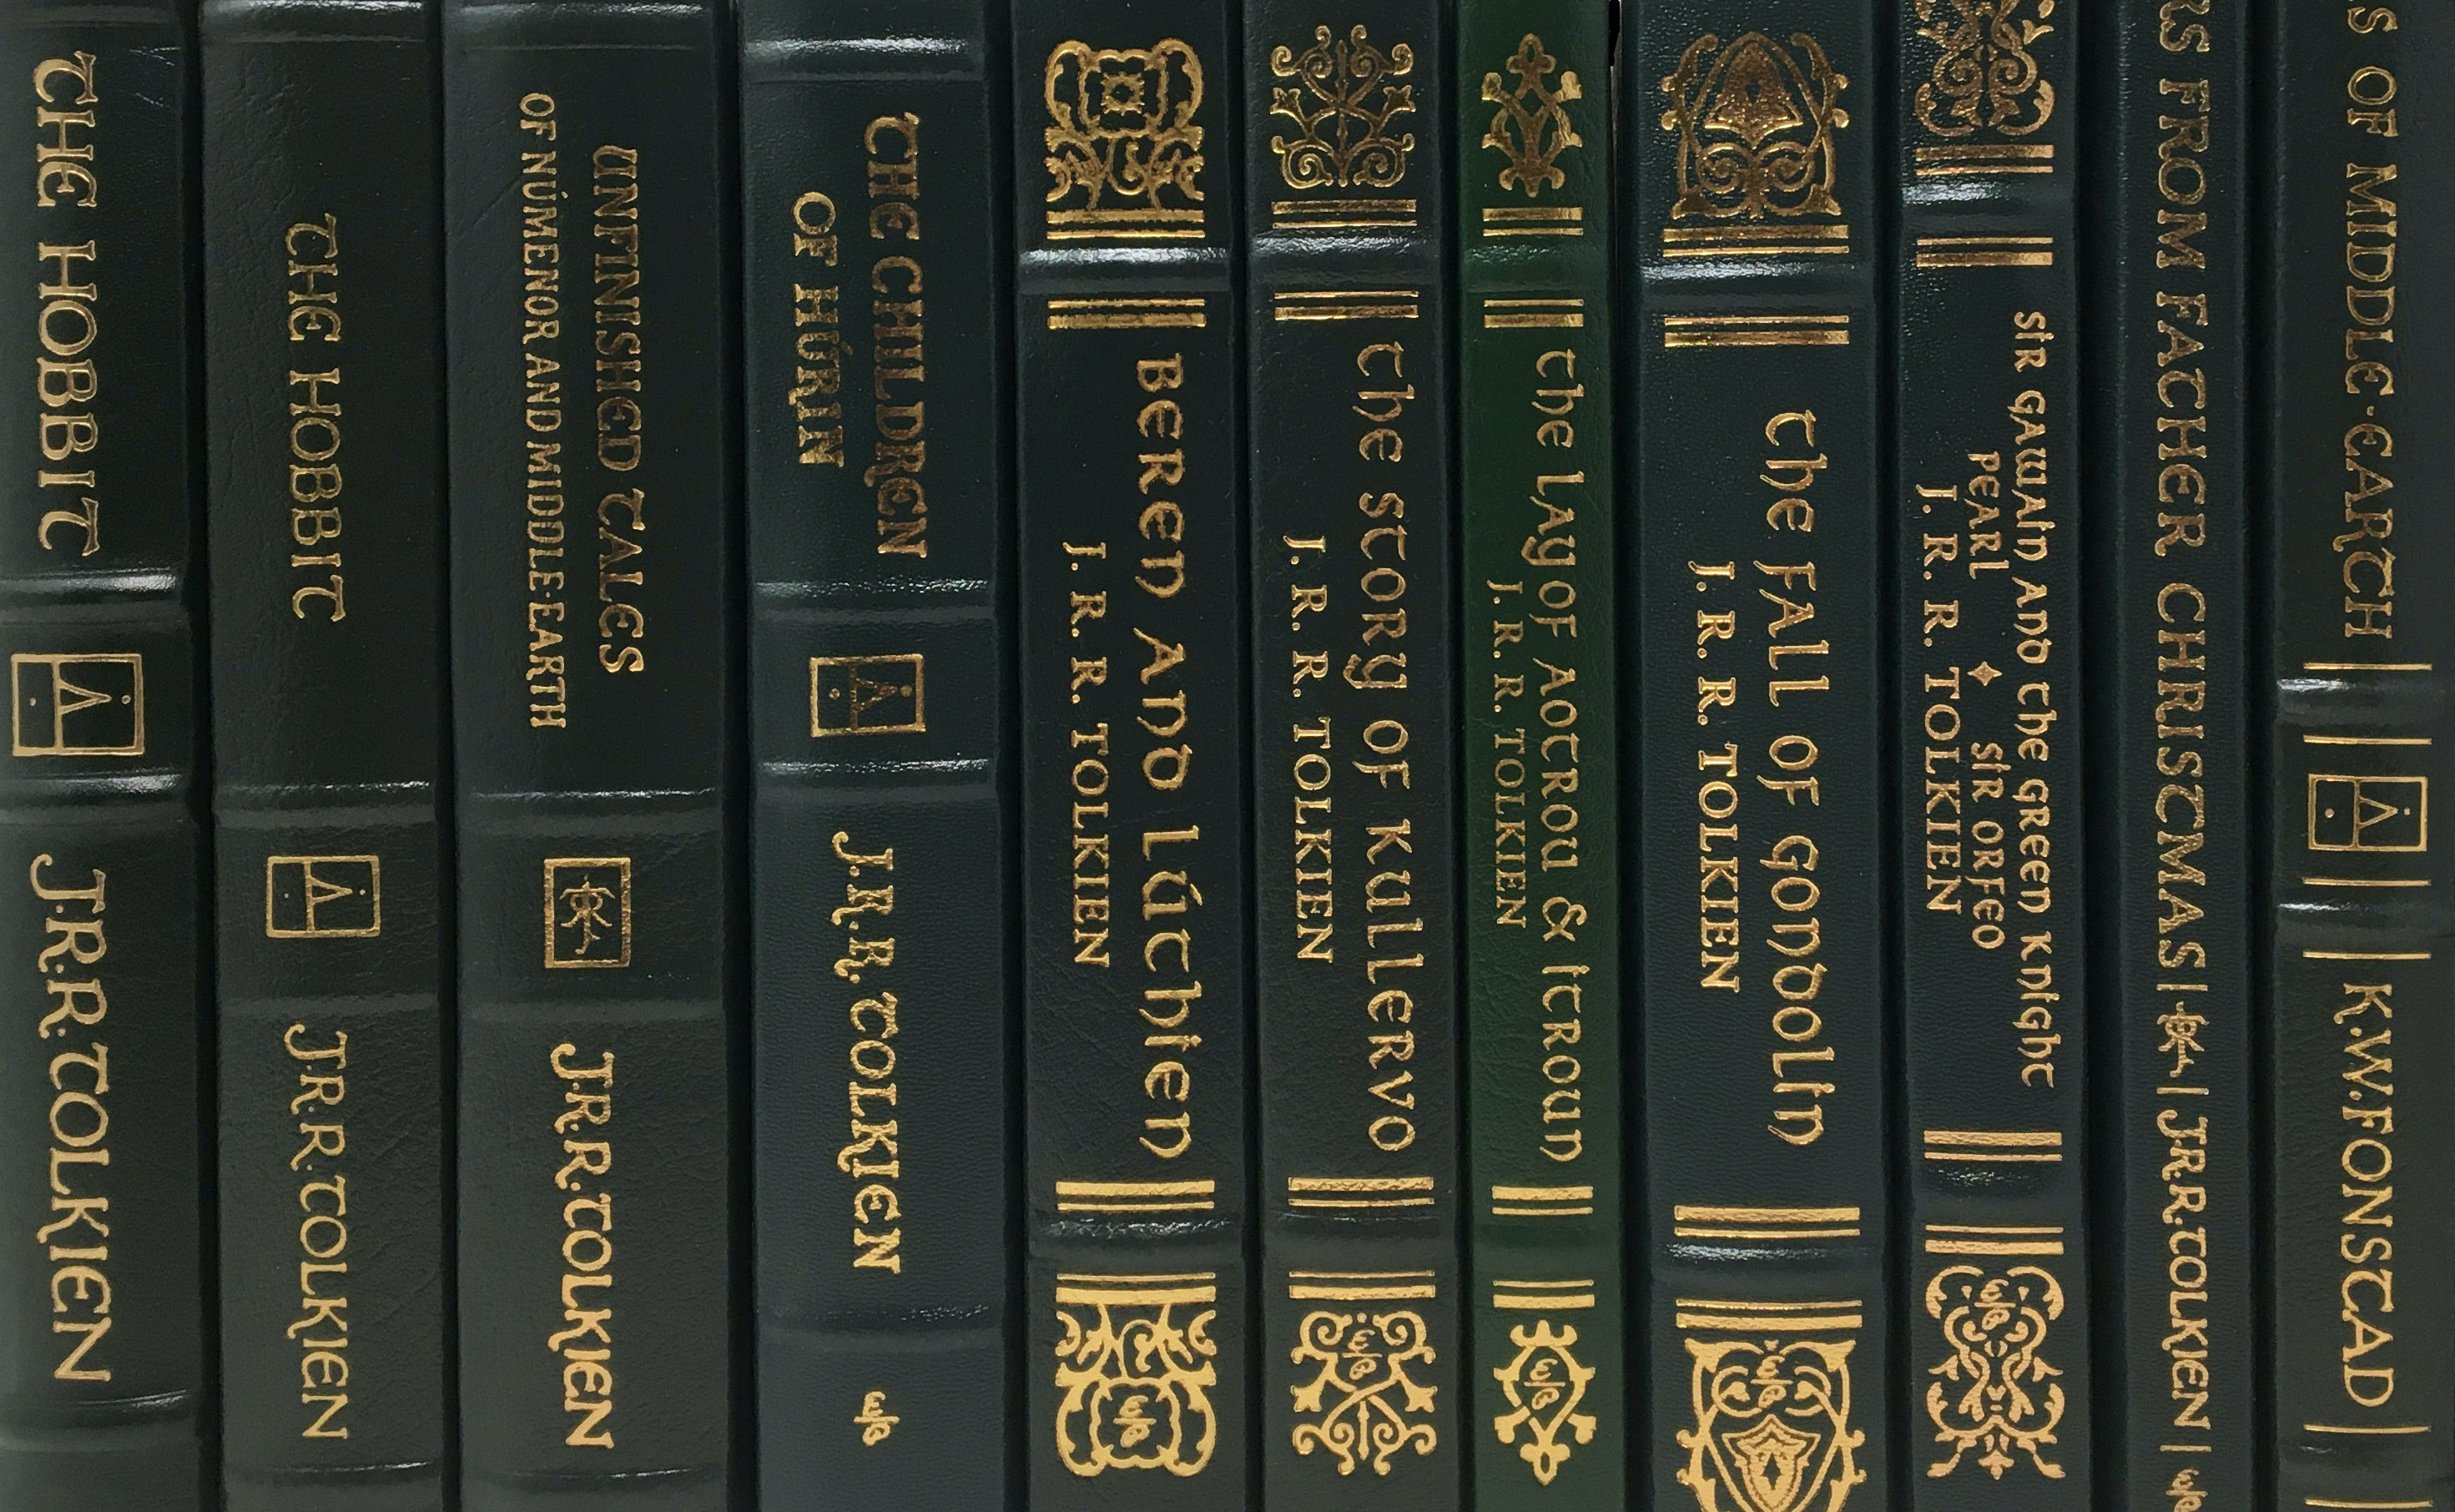 THE HOBBIT
J.R.R. TOLKIEN
THE HOBBIT
J.R.R. TOLKIEN
UNFINISHED TALES
OF NÚMENOR AND MIDDLE-EARTH
J.R.R. TOLKIEN
THE CHILDREN
OF HÚRIN
J.R.R. TOLKIEN
BEREN AND LÚTHIEN
J. R. R. TOLKIEN
The STORY OF KULLERVO
J. R. R. TOLKIEN
The LAY OF AOTROU & ITROUN
J. R. R. TOLKIEN
The FALL OF GONDOLIN
J. R. R. TOLKIEN
SIR GAWAIN AND The GREEN KNIGHT
PEARL ♦ SIR ORFEO
J. R. R. TOLKIEN
RS FROM FATHER CHRISTMAS | | J.R.R. TOLKIEN |
S OF MIDDLE-EARTH | | | | K.W. FONSTAD |